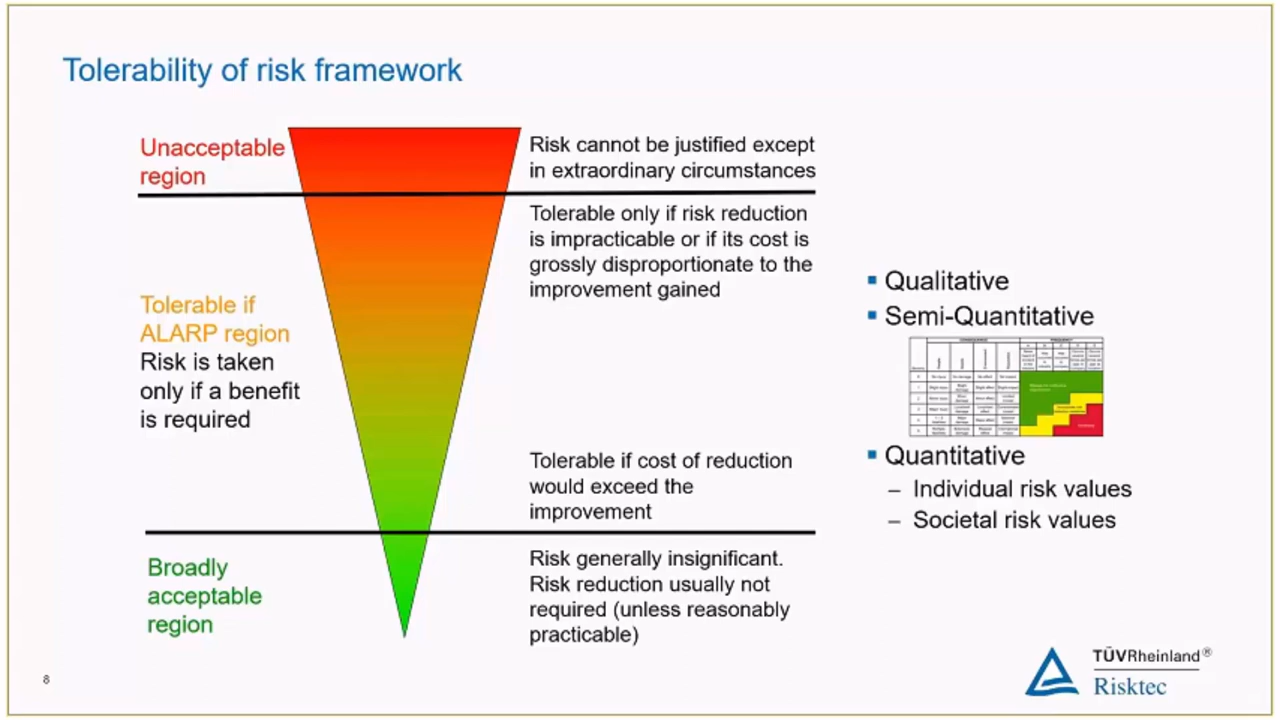 Tolerability of risk framework
Unacceptable
region
Risk cannot be justified except
in extraordinary circumstances
Tolerable only if risk reduction
is impracticable or if its cost is
grossly disproportionate to the
improvement gained
Tolerable if
ALARP region
Risk is taken
only if a benefit
is required
Tolerable if cost of reduction
would exceed the
improvement
Broadly
acceptable
region
Risk generally insignificant.
Risk reduction usually not
required (unless reasonably
practicable)
Qualitative
Semi-Quantitative
CONSEQUENCE
FREQUENCY
Quantitative
– Individual risk values
– Societal risk values
8
TÜVRheinland®
Risktec